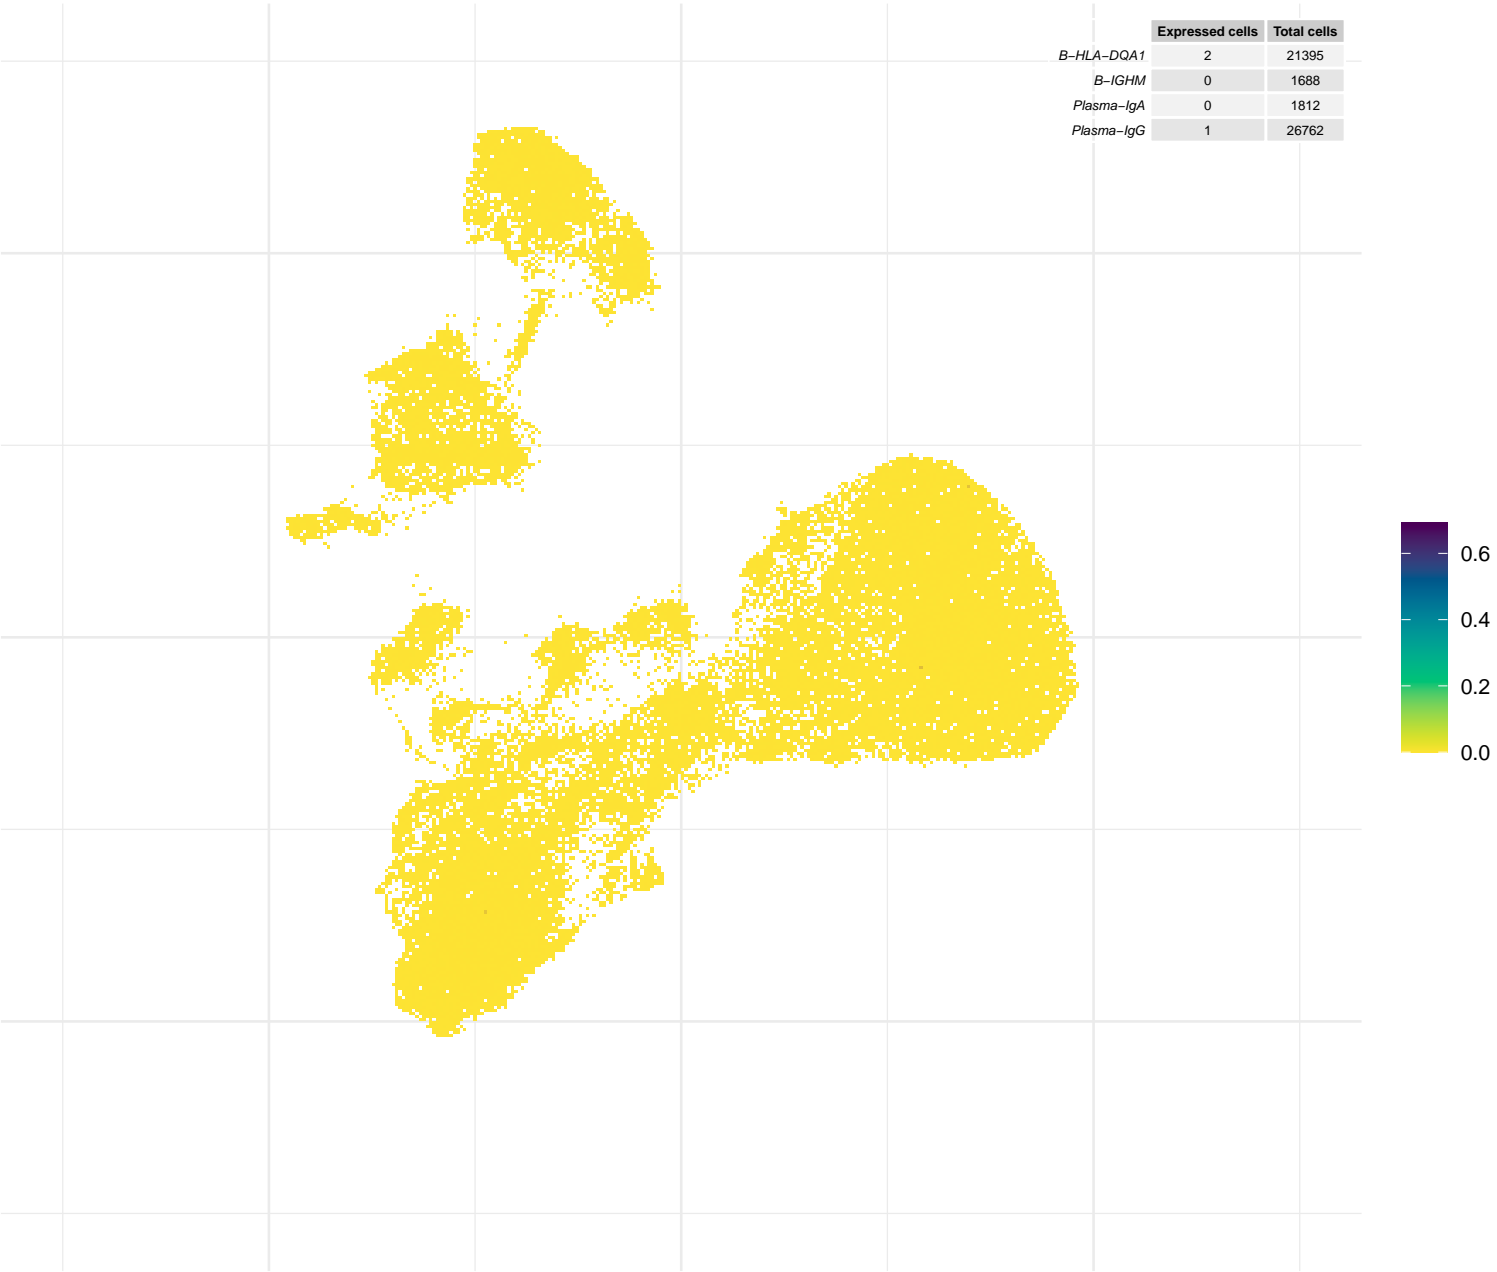 Expressed cells Total cells
B−HLA−DQA1 2 21395
B−IGHM 0 1688
Plasma−IgA 0 1812
Plasma−IgG 1 26762
0.6
0.4
0.2
0.0